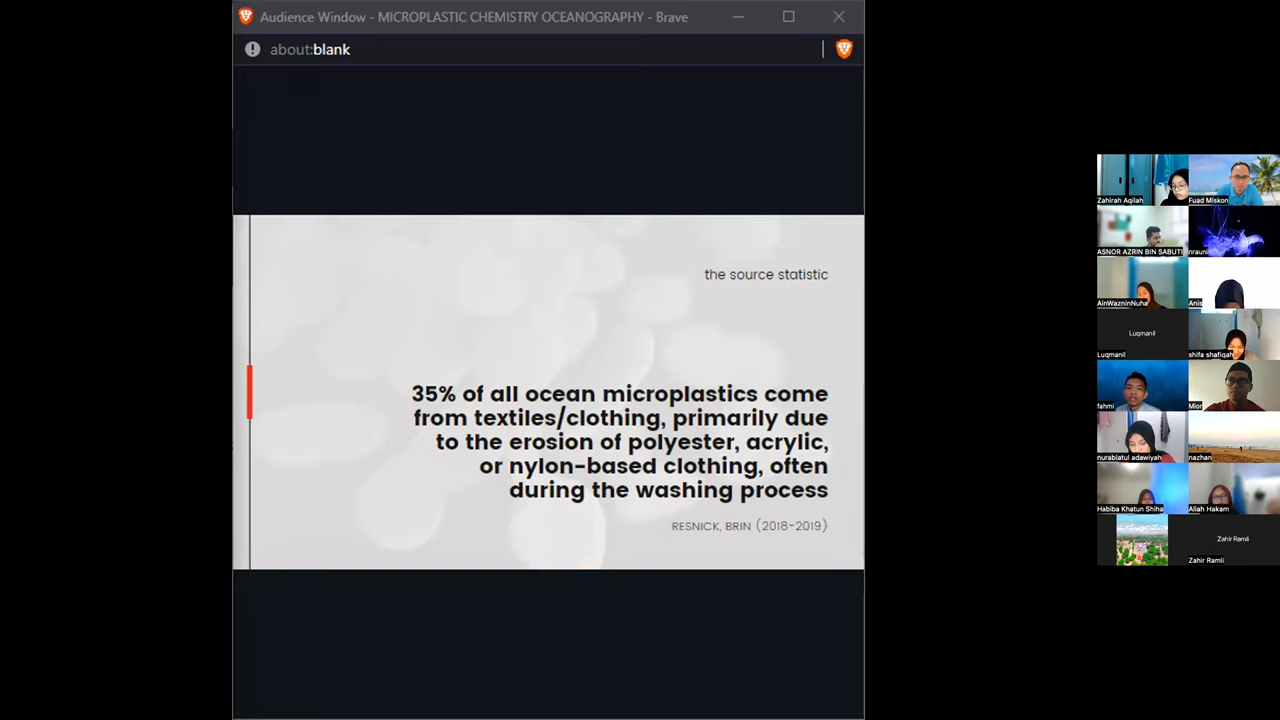 Audience Window - MICROPLASTIC CHEMISTRY OCEANOGRAPHY - Brave
about:blank
the source statistic
35% of all ocean microplastics come
from textiles/clothing, primarily due
to the erosion of polyester, acrylic,
or nylon-based clothing, often
during the washing process
RESNICK, BRIN (2018-2019)
Zahirah Aqilah
Fuad Miskon
ASNOR AZRIN BIN SABUTI
AinWazninNuha
Anis
Luqmanil
Luqmanil
shifa shafiqah
fahmi
Mior
nurabiatul adawiyah
nazhan
Habiba Khatun Shiha
Aliah Hakam
Zahir Ramli
Zahir Ramli